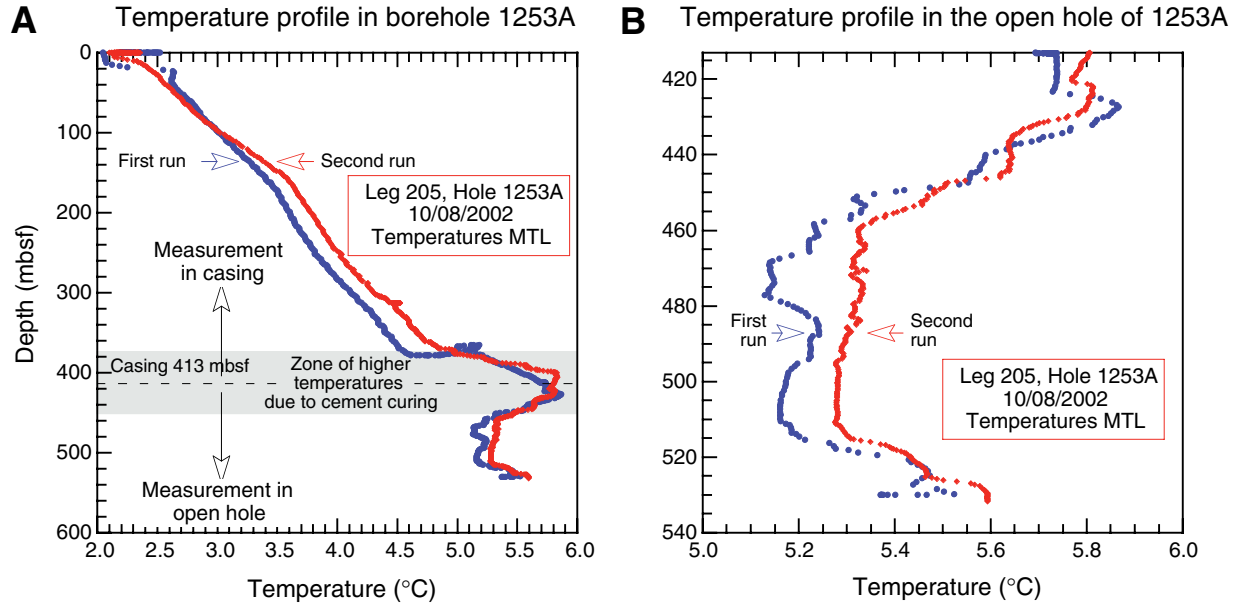 A
Temperature profile in borehole 1253A
0
100
200
300
400
500
600
Depth (mbsf)
First run
Second run
Leg 205, Hole 1253A
10/08/2002
Temperatures MTL
Measurement
in casing
Casing 413 mbsf
Zone of higher
temperatures
due to cement curing
Measurement in
open hole
2.0
2.5
3.0
3.5
4.0
4.5
5.0
5.5
6.0
Temperature (°C)
B
Temperature profile in the open hole of 1253A
420
440
460
480
500
520
540
First
run
Second
run
Leg 205, Hole 1253A
10/08/2002
Temperatures MTL
5.0
5.2
5.4
5.6
5.8
6.0
Temperature (°C)